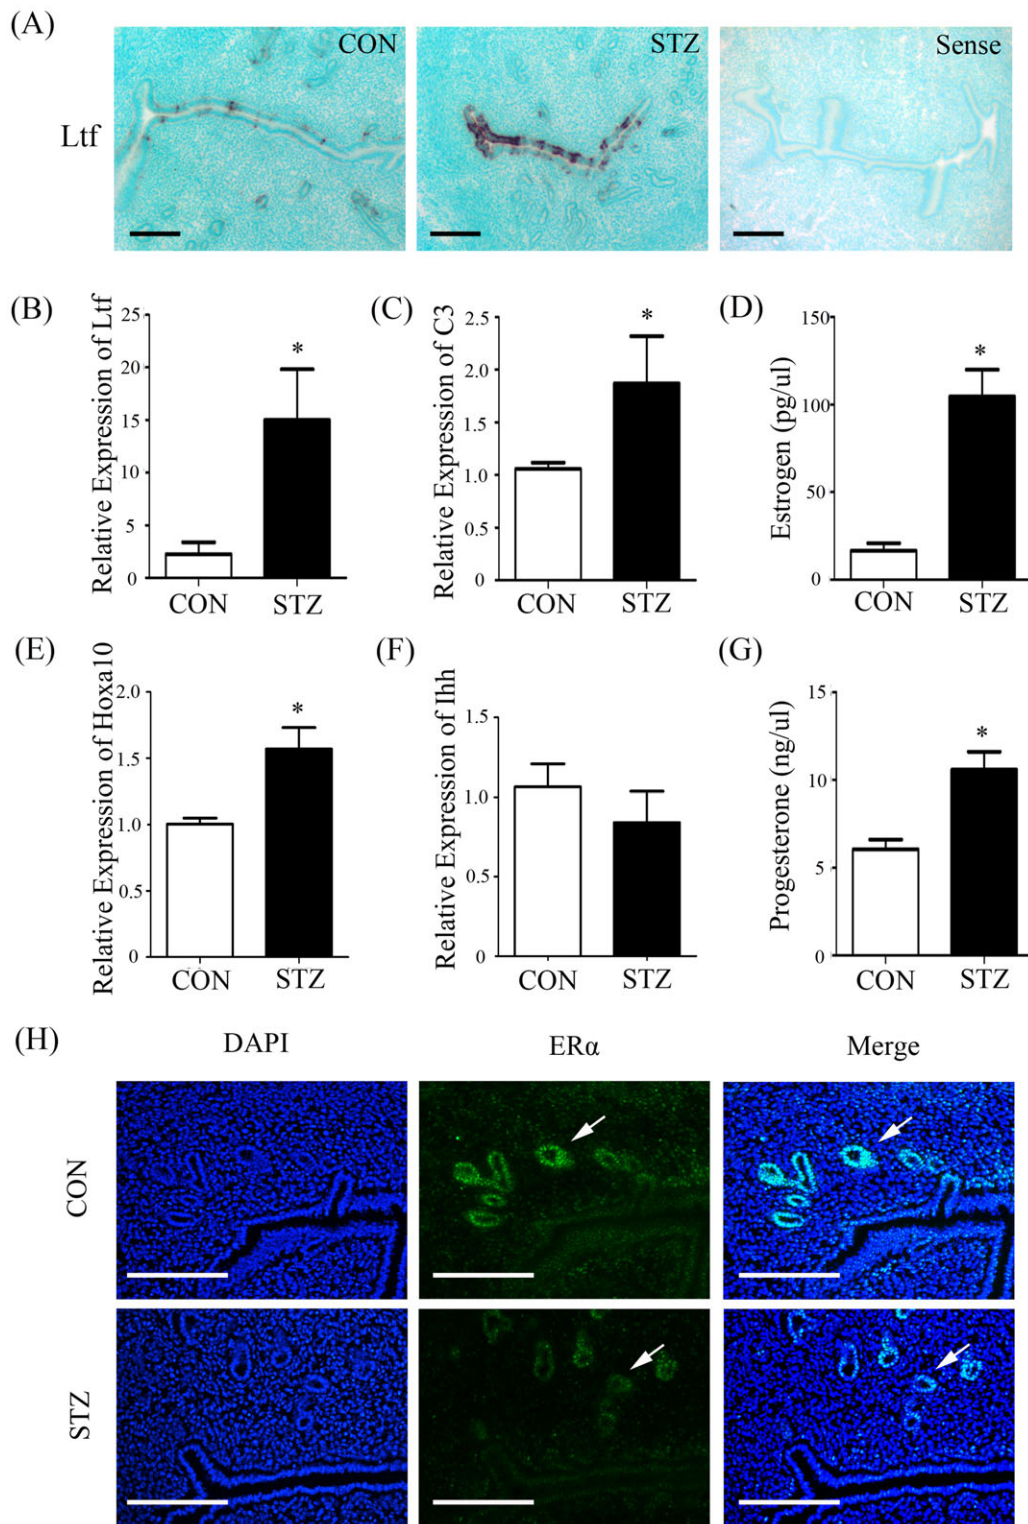 (A)
CON
STZ
Sense
Ltf
(B)
Relative Expression of Ltf
25
20
15
10
5
0
*
CON
STZ
(C)
Relative Expression of C3
2.5
2.0
1.5
1.0
0.5
0
*
CON
STZ
(D)
Estrogen (pg/ul)
150
100
50
0
*
CON
STZ
(E)
Relative Expression of Hoxa10
2.0
1.5
1.0
0.5
0
*
CON
STZ
(F)
Relative Expression of Ihh
1.5
1.0
0.5
0
CON
STZ
(G)
Progesterone (ng/ul)
15
10
5
0
*
CON
STZ
(H)
DAPI
ERα
Merge
CON
STZ